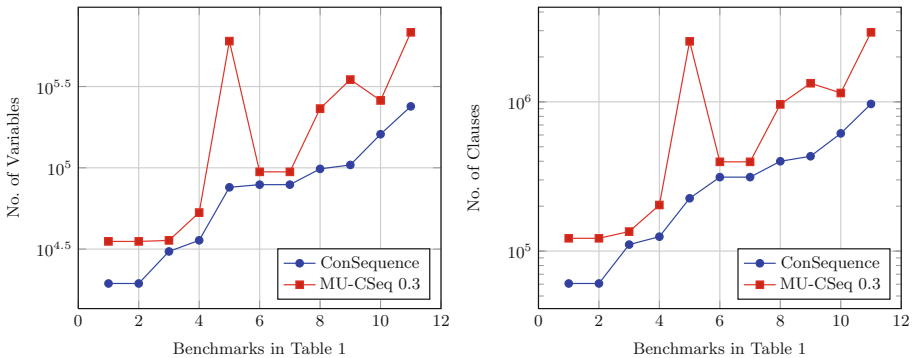 10^5.5
10^5
10^4.5
No. of Variables
0 2 4 6 8 10 12
Benchmarks in Table 1
ConSequence
MU-CSeq 0.3
10^6
10^5
No. of Clauses
0 2 4 6 8 10 12
Benchmarks in Table 1
ConSequence
MU-CSeq 0.3